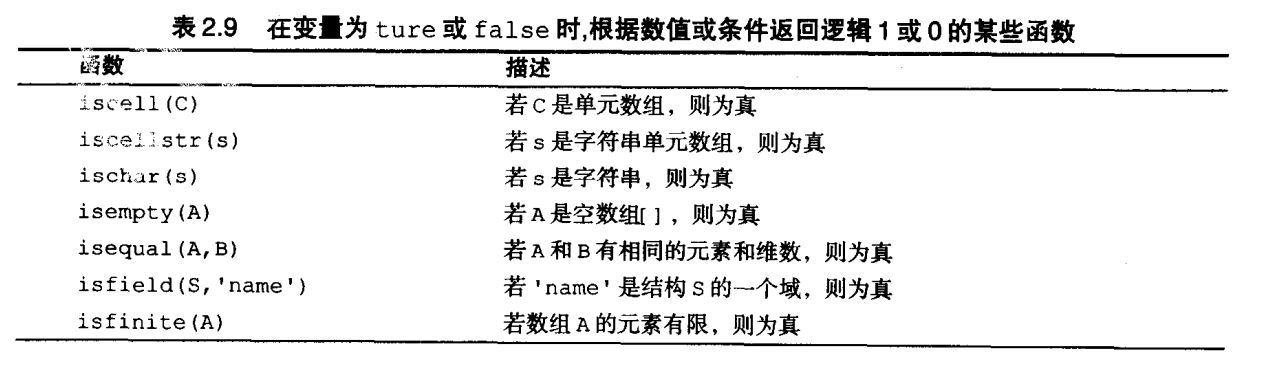 表 2.9 在变量为 ture 或 false 时,根据数值或条件返回逻辑 1 或 0 的某些函数
函数 描述
iscell(C) 若 C 是单元数组，则为真
iscellstr(s) 若 s 是字符串单元数组，则为真
ischar(s) 若 s 是字符串，则为真
isempty(A) 若 A 是空数组[ ]，则为真
isequal(A,B) 若 A 和 B 有相同的元素和维数，则为真
isfield(S,'name') 若 'name' 是结构 S 的一个域，则为真
isfinite(A) 若数组 A 的元素有限，则为真